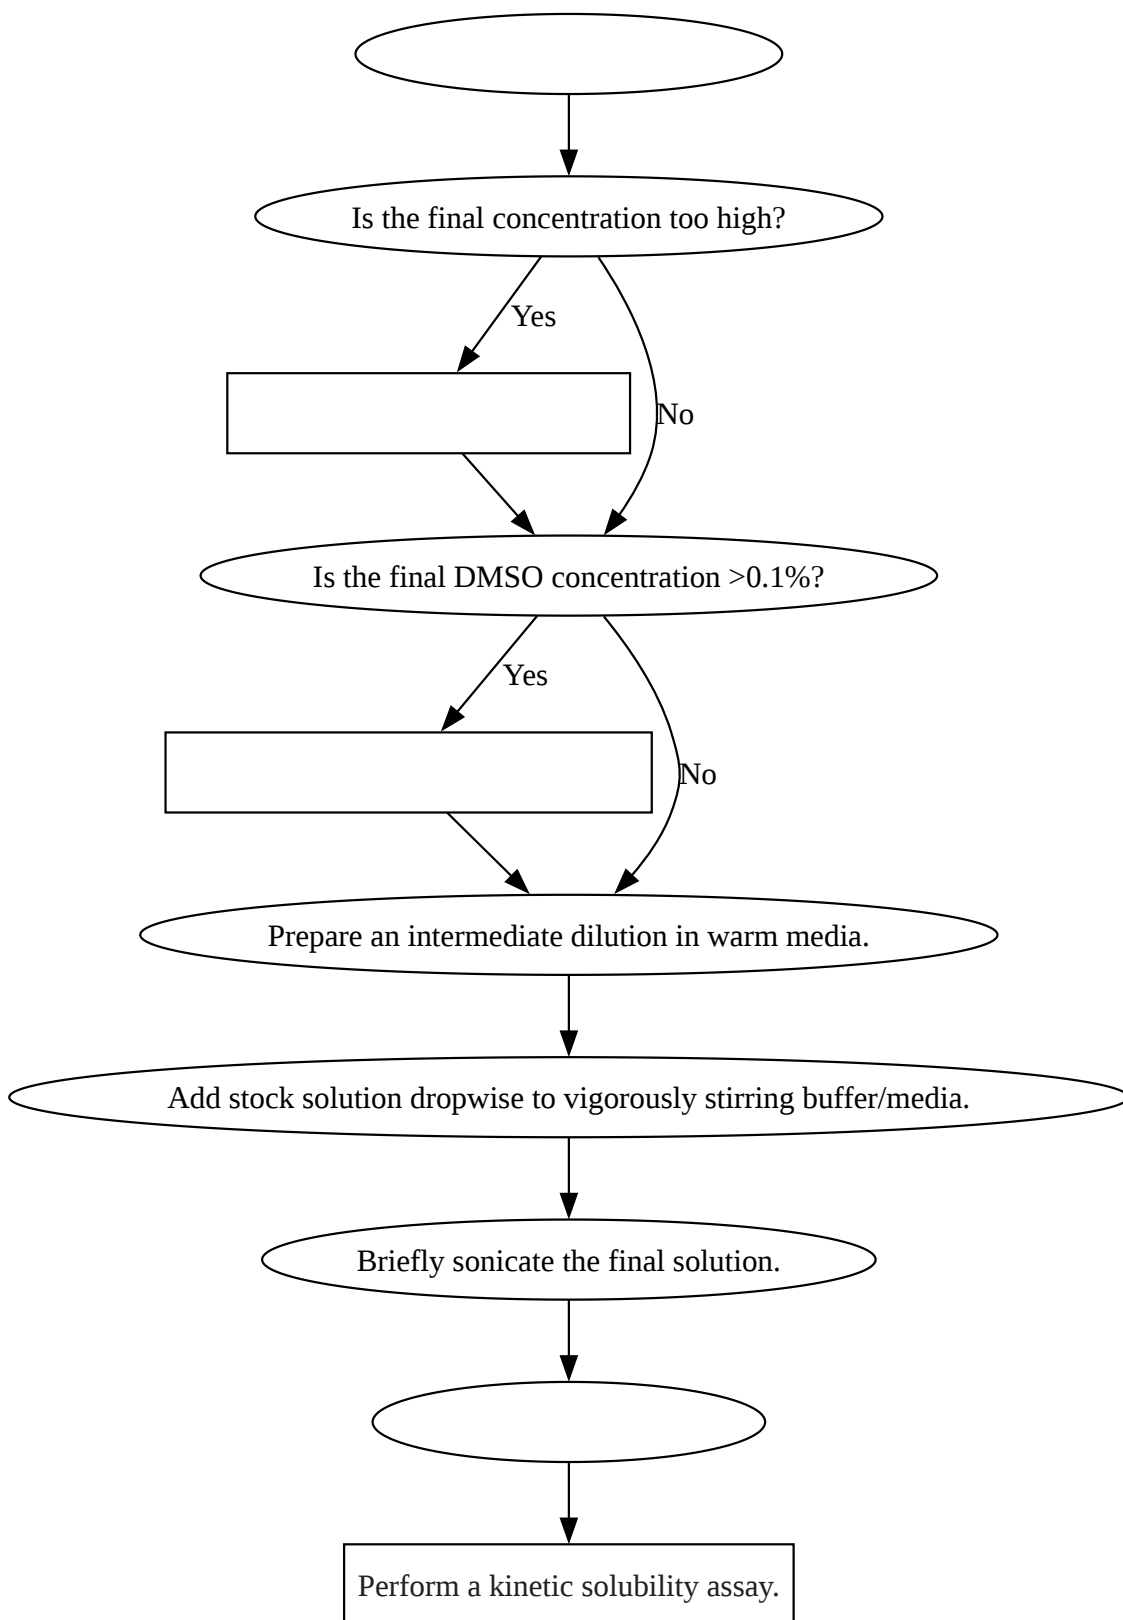 Is the final concentration too high?
Yes
No
Is the final DMSO concentration >0.1%?
Yes
No
Prepare an intermediate dilution in warm media.
Add stock solution dropwise to vigorously stirring buffer/media.
Briefly sonicate the final solution.
Perform a kinetic solubility assay.